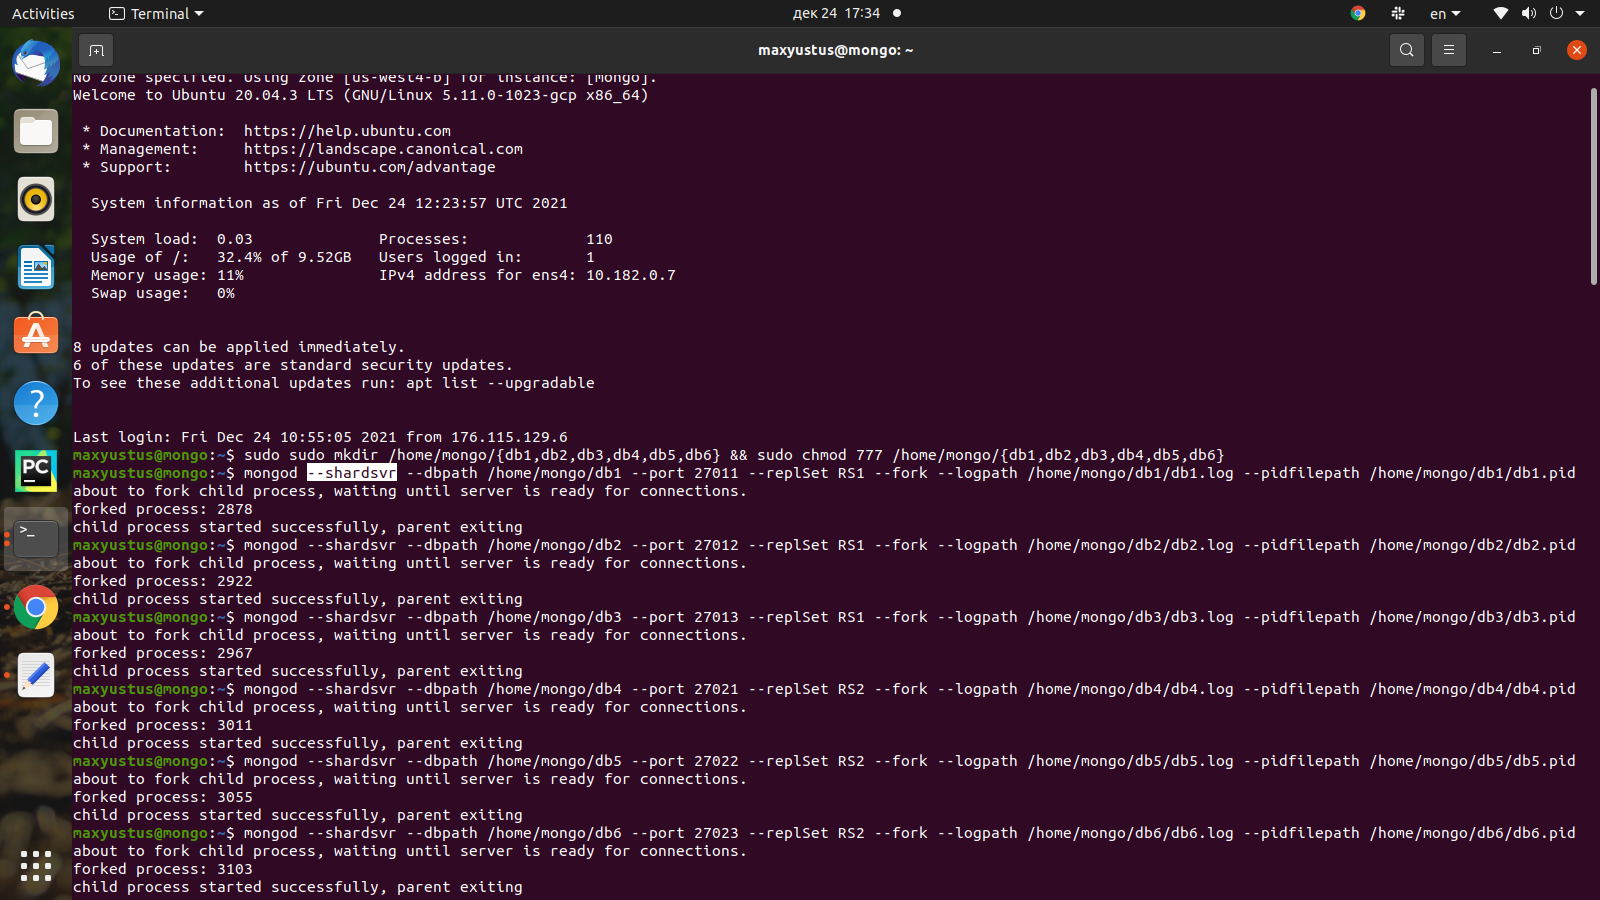 Activities Terminal дек 24 17:34 en
maxyustus@mongo: ~
No zone specified. Using zone [us-west4-b] for instance: [mongo].
Welcome to Ubuntu 20.04.3 LTS (GNU/Linux 5.11.0-1023-gcp x86_64)
* Documentation: https://help.ubuntu.com
* Management: https://landscape.canonical.com
* Support: https://ubuntu.com/advantage
System information as of Fri Dec 24 12:23:57 UTC 2021
System load: 0.03 Processes: 110
Usage of /: 32.4% of 9.52GB Users logged in: 1
Memory usage: 11% IPv4 address for ens4: 10.182.0.7
Swap usage: 0%
8 updates can be applied immediately.
6 of these updates are standard security updates.
To see these additional updates run: apt list --upgradable
Last login: Fri Dec 24 10:55:05 2021 from 176.115.129.6
maxyustus@mongo:~$ sudo sudo mkdir /home/mongo/{db1,db2,db3,db4,db5,db6} && sudo chmod 777 /home/mongo/{db1,db2,db3,db4,db5,db6}
maxyustus@mongo:~$ mongod --shardsvr --dbpath /home/mongo/db1 --port 27011 --replSet RS1 --fork --logpath /home/mongo/db1/db1.log --pidfilepath /home/mongo/db1/db1.pid
about to fork child process, waiting until server is ready for connections.
forked process: 2878
child process started successfully, parent exiting
maxyustus@mongo:~$ mongod --shardsvr --dbpath /home/mongo/db2 --port 27012 --replSet RS1 --fork --logpath /home/mongo/db2/db2.log --pidfilepath /home/mongo/db2/db2.pid
about to fork child process, waiting until server is ready for connections.
forked process: 2922
child process started successfully, parent exiting
maxyustus@mongo:~$ mongod --shardsvr --dbpath /home/mongo/db3 --port 27013 --replSet RS1 --fork --logpath /home/mongo/db3/db3.log --pidfilepath /home/mongo/db3/db3.pid
about to fork child process, waiting until server is ready for connections.
forked process: 2967
child process started successfully, parent exiting
maxyustus@mongo:~$ mongod --shardsvr --dbpath /home/mongo/db4 --port 27021 --replSet RS2 --fork --logpath /home/mongo/db4/db4.log --pidfilepath /home/mongo/db4/db4.pid
about to fork child process, waiting until server is ready for connections.
forked process: 3011
child process started successfully, parent exiting
maxyustus@mongo:~$ mongod --shardsvr --dbpath /home/mongo/db5 --port 27022 --replSet RS2 --fork --logpath /home/mongo/db5/db5.log --pidfilepath /home/mongo/db5/db5.pid
about to fork child process, waiting until server is ready for connections.
forked process: 3055
child process started successfully, parent exiting
maxyustus@mongo:~$ mongod --shardsvr --dbpath /home/mongo/db6 --port 27023 --replSet RS2 --fork --logpath /home/mongo/db6/db6.log --pidfilepath /home/mongo/db6/db6.pid
about to fork child process, waiting until server is ready for connections.
forked process: 3103
child process started successfully, parent exiting
PC